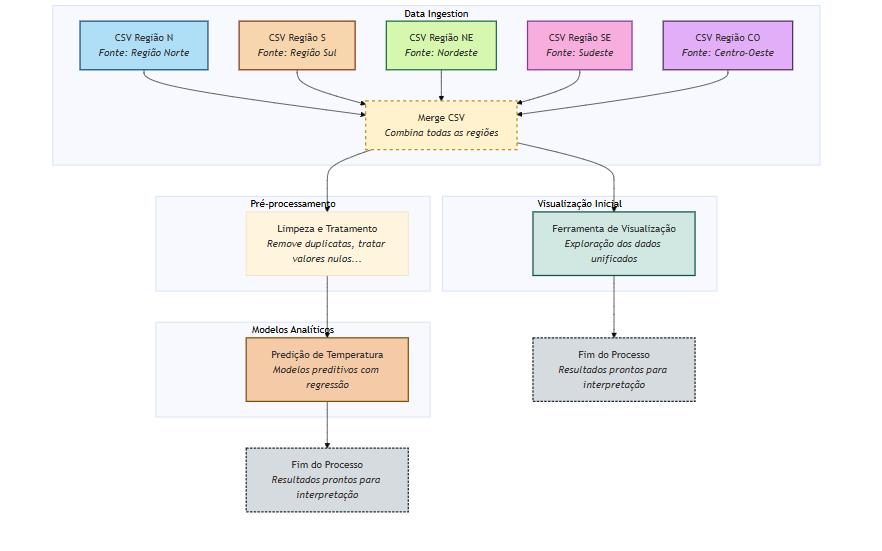 Data Ingestion
CSV Região N
Fonte: Região Norte
CSV Região S
Fonte: Região Sul
CSV Região NE
Fonte: Nordeste
CSV Região SE
Fonte: Sudeste
CSV Região CO
Fonte: Centro-Oeste
Merge CSV
Combina todas as regiões
Pré-processamento
Limpeza e Tratamento
Remove duplicatas, tratar
valores nulos...
Visualização Inicial
Ferramenta de Visualização
Exploração dos dados
unificados
Modelos Analíticos
Predição de Temperatura
Modelos preditivos com
regressão
Fim do Processo
Resultados prontos para
interpretação
Fim do Processo
Resultados prontos para
interpretação